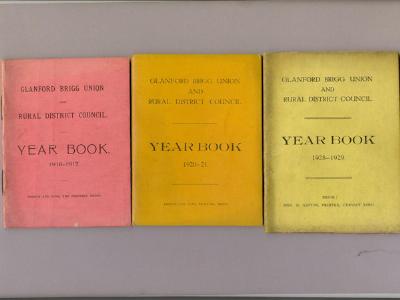 GLANFORD BRIGG UNION
AND
RURAL DISTRICT COUNCIL.
YEAR BOOK.
1916-1917.
GLANFORD BRIGG UNION
AND
RURAL DISTRICT COUNCIL.
YEAR BOOK
1920-21.
GLANFORD BRIGG UNION
AND
RURAL DISTRICT COUNCIL.
YEAR BOOK
1928-1929.
BRIGG: